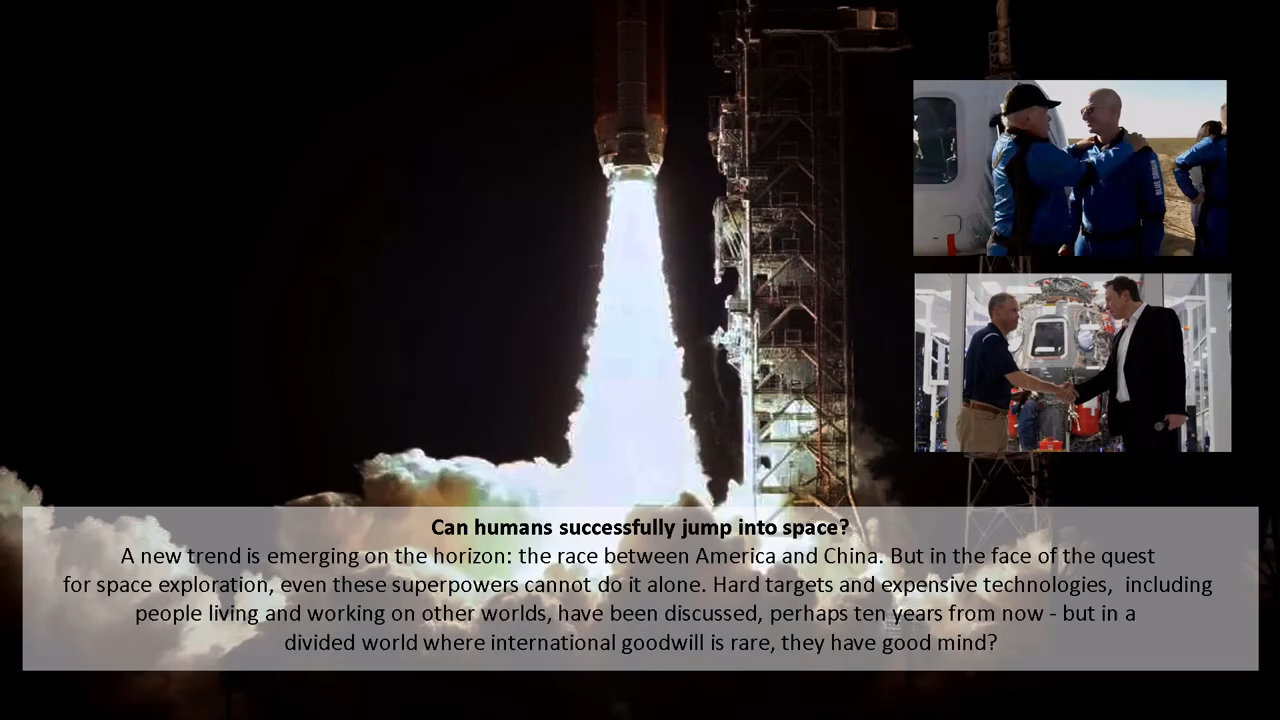 BLUE ORIGIN
Can humans successfully jump into space?
A new trend is emerging on the horizon: the race between America and China. But in the face of the quest
for space exploration, even these superpowers cannot do it alone. Hard targets and expensive technologies,  including
people living and working on other worlds, have been discussed, perhaps ten years from now - but in a
divided world where international goodwill is rare, they have good mind?